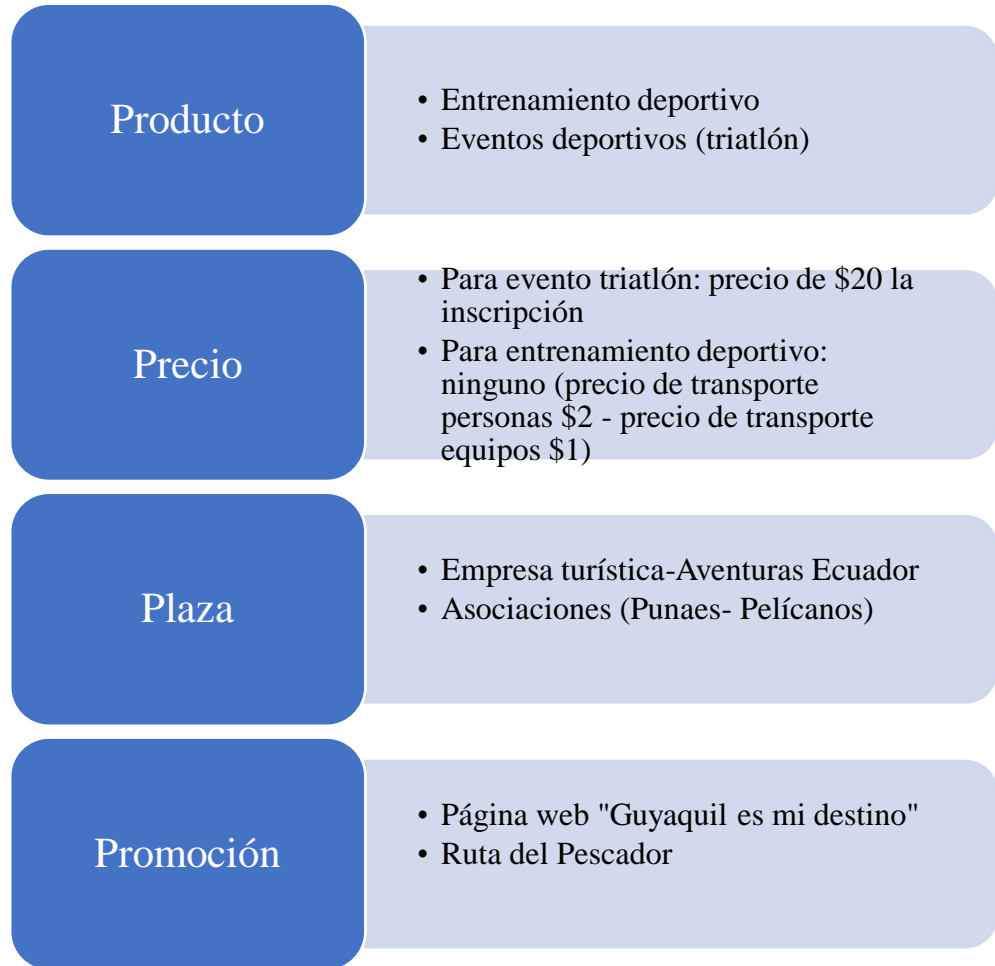 Producto
• Entrenamiento deportivo
• Eventos deportivos (triatlón)
Precio
• Para evento triatlón: precio de $20 la
inscripción
• Para entrenamiento deportivo:
ninguno (precio de transporte
personas $2 - precio de transporte
equipos $1)
Plaza
• Empresa turística-Aventuras Ecuador
• Asociaciones (Punaes- Pelícanos)
Promoción
• Página web "Guyaquil es mi destino"
• Ruta del Pescador